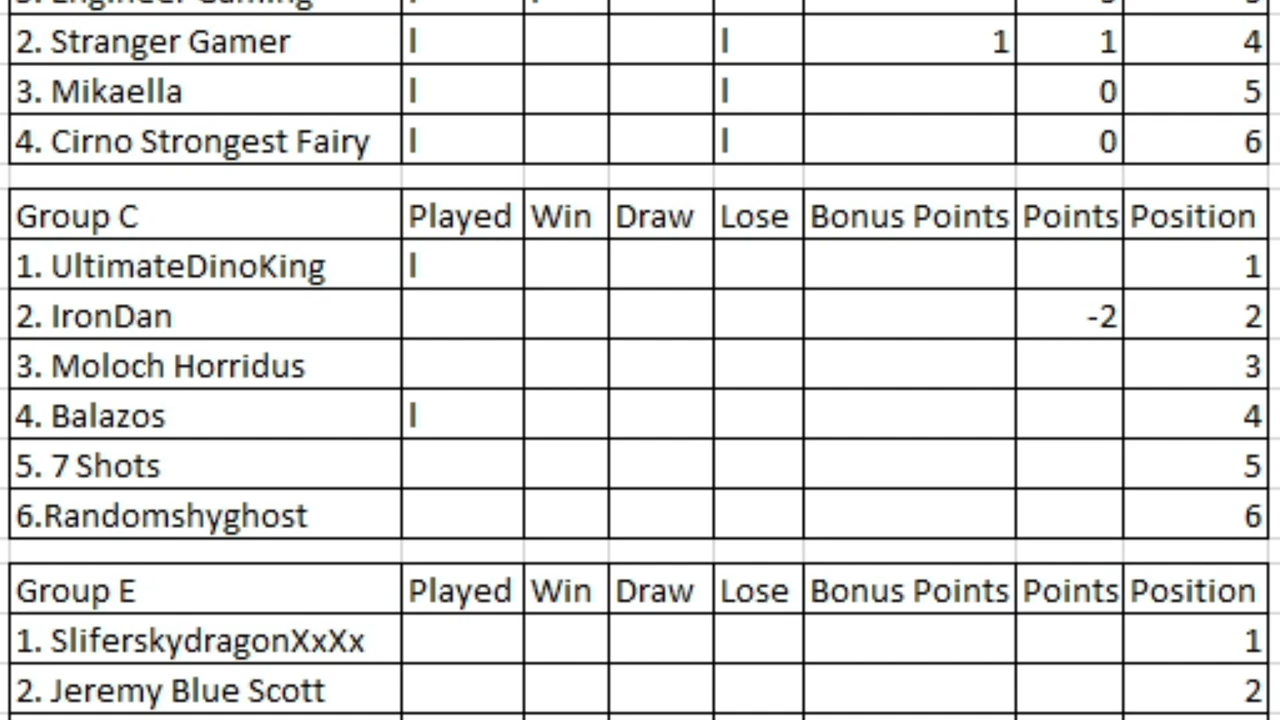 2. Stranger Gamer l l 1 1 4
3. Mikaella l l 0 5
4. Cirno Strongest Fairy l l 0 6
Group C Played Win Draw Lose Bonus Points Points Position
1. UltimateDinoKing l 1
2. IronDan -2 2
3. Moloch Horridus 3
4. Balazos l 4
5. 7 Shots 5
6.Randomshyghost 6
Group E Played Win Draw Lose Bonus Points Points Position
1. SliferskydragonXxXx 1
2. Jeremy Blue Scott 2